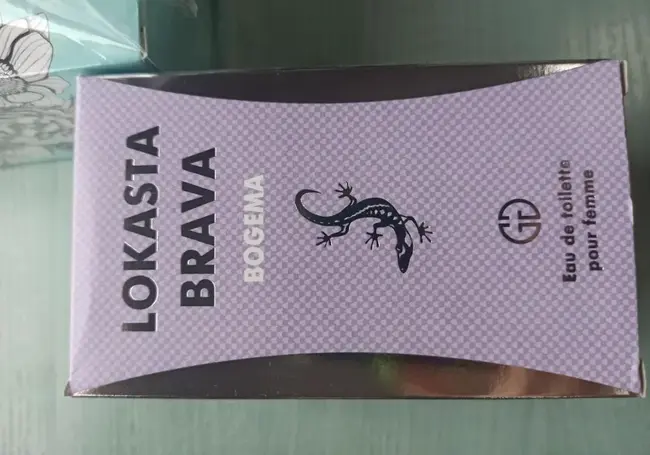 LOKASTA
BRAVA
BOGEMA
Eau de toilette
pour femme